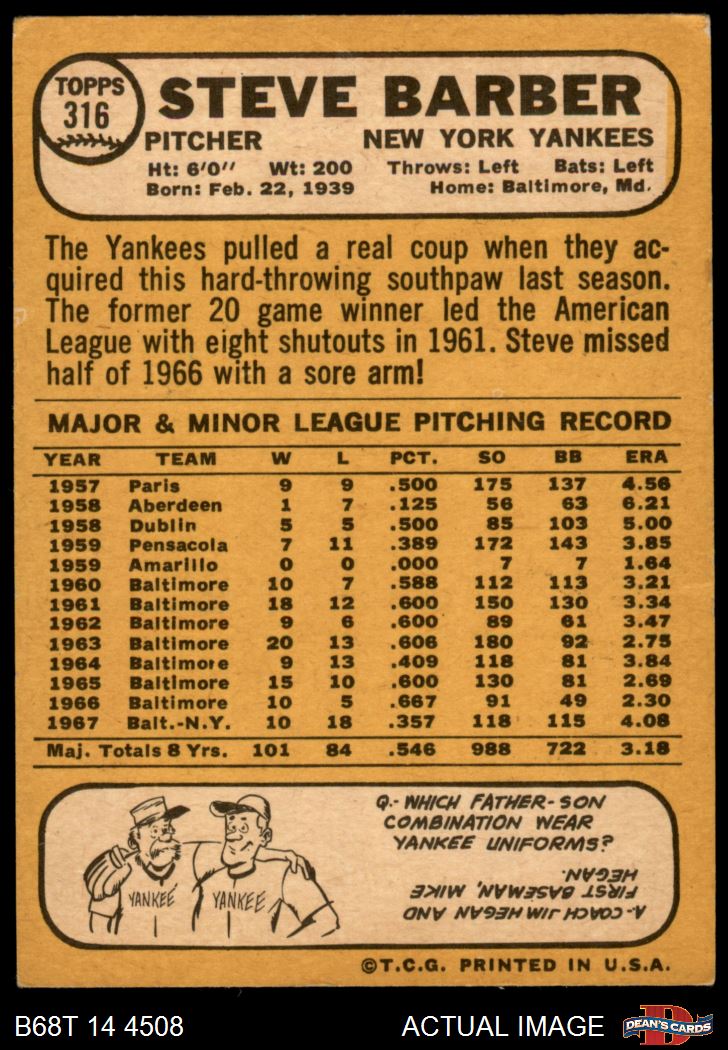 TOPPS
316
STEVE BARBER
PITCHER NEW YORK YANKEES
Ht: 6'0'' Wt: 200 Throws: Left Bats: Left
Born: Feb. 22, 1939 Home: Baltimore, Md.
The Yankees pulled a real coup when they ac-
quired this hard-throwing southpaw last season.
The former 20 game winner led the American
League with eight shutouts in 1961. Steve missed
half of 1966 with a sore arm!
MAJOR & MINOR LEAGUE PITCHING RECORD
YEAR TEAM W L PCT. SO BB ERA
1957 Paris 9 9 .500 175 137 4.56
1958 Aberdeen 1 7 .125 56 63 6.21
1958 Dublin 5 5 .500 85 103 5.00
1959 Pensacola 7 11 .389 172 143 3.85
1959 Amarillo 0 0 .000 7 7 1.64
1960 Baltimore 10 7 .588 112 113 3.21
1961 Baltimore 18 12 .600 150 130 3.34
1962 Baltimore 9 6 .600 89 61 3.47
1963 Baltimore 20 13 .606 180 92 2.75
1964 Baltimore 9 13 .409 118 81 3.84
1965 Baltimore 15 10 .600 130 81 2.69
1966 Baltimore 10 5 .667 91 49 2.30
1967 Balt.-N.Y. 10 18 .357 118 115 4.08
Maj. Totals 8 Yrs. 101 84 .546 988 722 3.18
YANKEE YANKEE
Q.- WHICH FATHER-SON
COMBINATION WEAR
YANKEE UNIFORMS?
A.- COACH JIM HEGAN AND
FIRST BASEMAN, MIKE
HEGAN.
©T.C.G. PRINTED IN U.S.A.
B68T 14 4508 ACTUAL IMAGE
D
DEAN'S CARDS